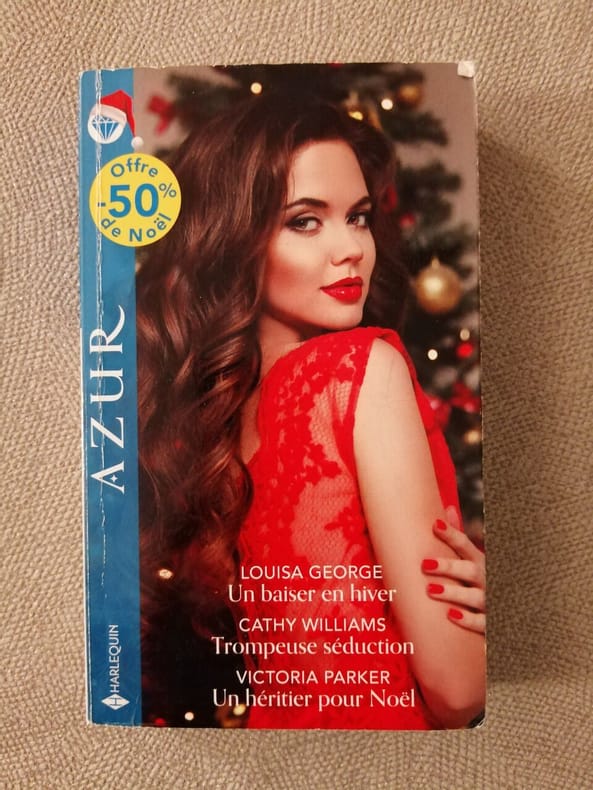 Offre
-50%
de Noël
AZUR
HARLEQUIN
LOUISA GEORGE
Un baiser en hiver
CATHY WILLIAMS
Trompeuse séduction
VICTORIA PARKER
Un héritier pour Noël